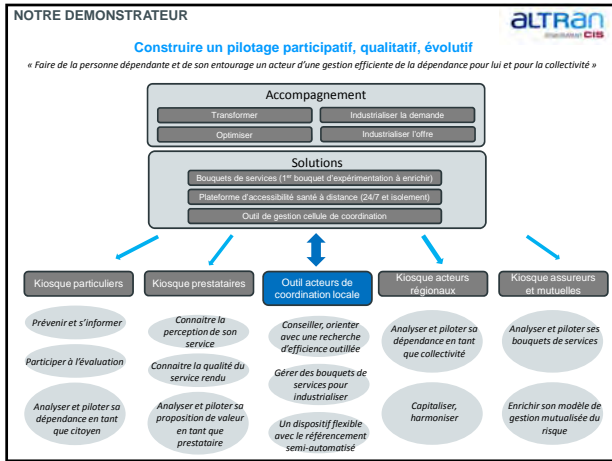 NOTRE DEMONSTRATEUR
ALTRAN
CIS
Construire un pilotage participatif, qualitatif, évolutif
« Faire de la personne dépendante et de son entourage un acteur d'une gestion efficiente de la dépendance pour lui et pour la collectivité »
Accompagnement
Transformer
Industrialiser la demande
Optimiser
Industrialiser l'offre
Solutions
Bouquets de services (1er bouquet d'expérimentation à enrichir)
Plateforme d'accessibilité santé à distance (24/7 et isolement)
Outil de gestion cellule de coordination
Kiosque particuliers
Kiosque prestataires
Outil acteurs de
coordination locale
Kiosque acteurs
régionaux
Kiosque assureurs
et mutuelles
Prévenir et s'informer
Participer à l'évaluation
Analyser et piloter sa
dépendance en tant
que citoyen
Connaitre la
perception de son
service
Connaitre la qualité du
service rendu
Analyser et piloter sa
proposition de valeur
en tant que
prestataire
Conseiller, orienter
avec une recherche
d'efficience outillée
Gérer des bouquets de
services pour
industrialiser
Un dispositif flexible
avec le référencement
semi-automatisé
Analyser et piloter sa
dépendance en tant
que collectivité
Capitaliser,
harmoniser
Analyser et piloter ses
bouquets de services
Enrichir son modèle de
gestion mutualisée du
risque